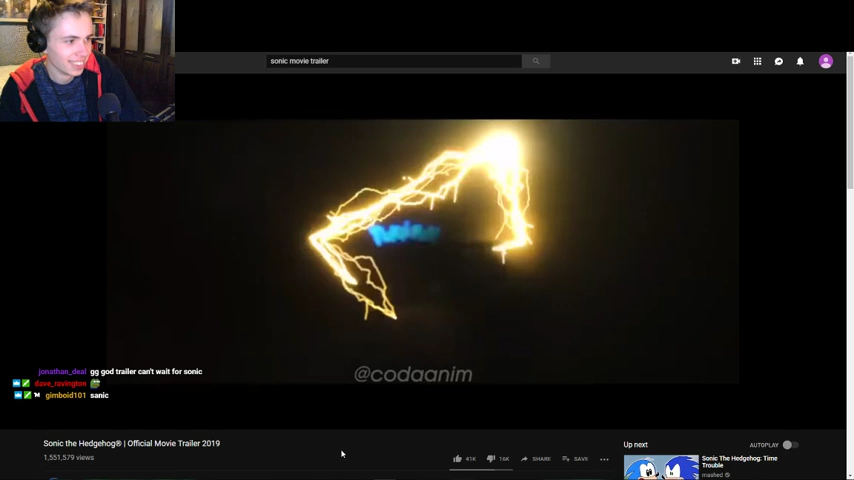 sonic movie trailer
jonathan_deal gg god trailer can't wait for sonic
dave_ravington
gimboid101 sanic
@codaanim
Sonic the Hedgehog® | Official Movie Trailer 2019
1,551,579 views
41K 16K SHARE SAVE
Up next AUTOPLAY
Sonic The Hedgehog: Time
Trouble
mashed